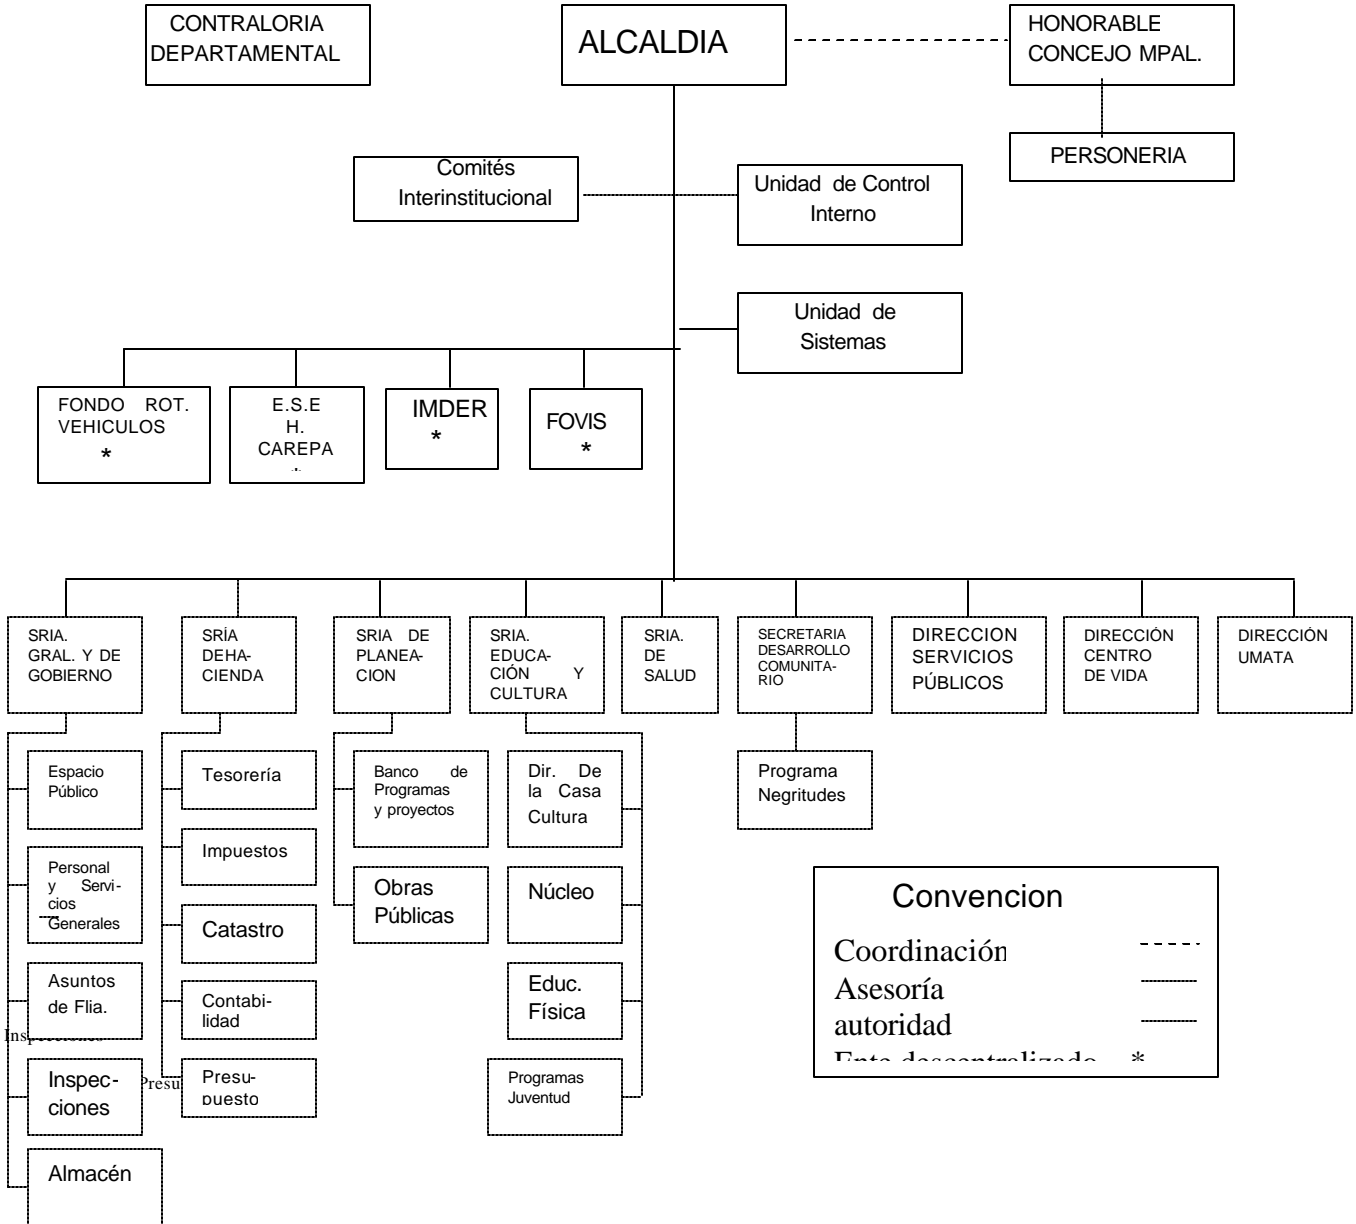 CONTRALORIA
DEPARTAMENTAL
ALCALDIA
HONORABLE
CONCEJO MPAL.
PERSONERIA
Comités
Interinstitucional
Unidad de Control
Interno
Unidad de
Sistemas
FONDO ROT.
VEHICULOS
*
E.S.E
H.
CAREPA
*
IMDER
*
FOVIS
*
SRIA.
GRAL. Y DE
GOBIERNO
SRÍA
DEHA-
CIENDA
SRIA DE
PLANEA-
CION
SRIA.
EDUCA-
CIÓN Y
CULTURA
SRIA.
DE
SALUD
SECRETARIA
DESARROLLO
COMUNITA-
RIO
DIRECCION
SERVICIOS
PÚBLICOS
DIRECCIÓN
CENTRO
DE VIDA
DIRECCIÓN
UMATA
Espacio
Público
Personal
y Servi-
cios
Generales
Asuntos
de Flia.
Inspecciones
Inspec-
ciones
Almacén
Tesorería
Impuestos
Catastro
Contabi-
lidad
Presu
Presu-
puesto
Banco de
Programas
y proyectos
Obras
Públicas
Dir. De
la Casa
Cultura
Núcleo
Educ.
Física
Programas
Juventud
Programa
Negritudes
Convencion
Coordinación
Asesoría
autoridad
Ente descentralizado *